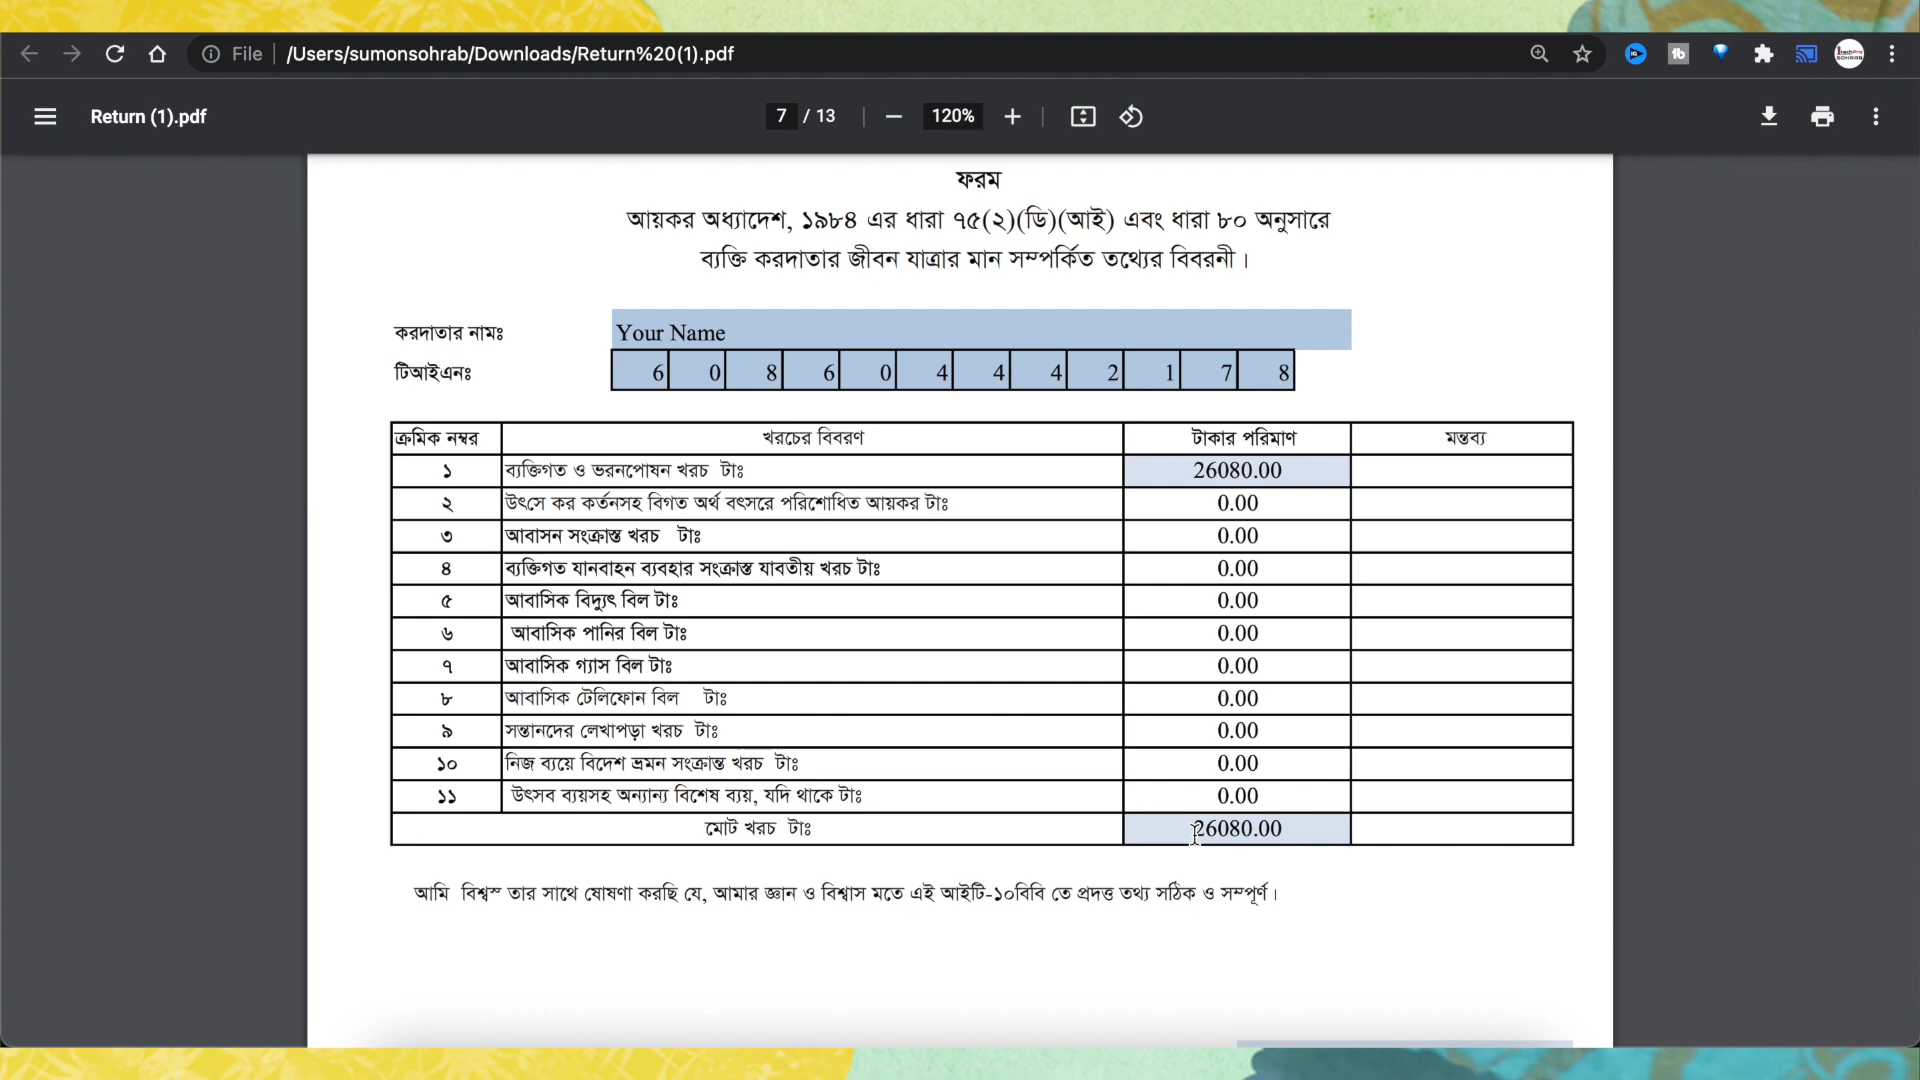 File | /Users/sumonsohrab/Downloads/Return%20(1).pdf
Return (1).pdf 7 / 13 120%
ফরম
আয়কর অধ্যাদেশ, ১৯৮৪ এর ধারা ৭৫(২)(ডি)(আই) এবং ধারা ৮০ অনুসারে
ব্যক্তি করদাতার জীবন যাত্রার মান সম্পর্কিত তথ্যের বিবরনী।
করদাতার নামঃ Your Name
টিআইএনঃ 6 0 8 6 0 4 4 4 2 1 7 8
ক্রমিক নম্বর খরচের বিবরণ টাকার পরিমাণ মন্তব্য
১ ব্যক্তিগত ও ভরনপোষন খরচ টাঃ 26080.00
২ উৎসে কর কর্তনসহ বিগত অর্থ বৎসরে পরিশোধিত আয়কর টাঃ 0.00
৩ আবাসন সংক্রান্ত খরচ টাঃ 0.00
৪ ব্যক্তিগত যানবাহন ব্যবহার সংক্রান্ত যাবতীয় খরচ টাঃ 0.00
৫ আবাসিক বিদ্যুৎ বিল টাঃ 0.00
৬ আবাসিক পানির বিল টাঃ 0.00
৭ আবাসিক গ্যাস বিল টাঃ 0.00
৮ আবাসিক টেলিফোন বিল টাঃ 0.00
৯ সন্তানদের লেখাপড়া খরচ টাঃ 0.00
১০ নিজ ব্যয়ে বিদেশ ভ্রমন সংক্রান্ত খরচ টাঃ 0.00
১১ উৎসব ব্যয়সহ অন্যান্য বিশেষ ব্যয়, যদি থাকে টাঃ 0.00
মোট খরচ টাঃ 26080.00
আমি বিশ্বস্ তার সাথে ঘোষণা করছি যে, আমার জ্ঞান ও বিশ্বাস মতে এই আইটি-১০বিবি তে প্রদত্ত তথ্য সঠিক ও সম্পূর্ণ।